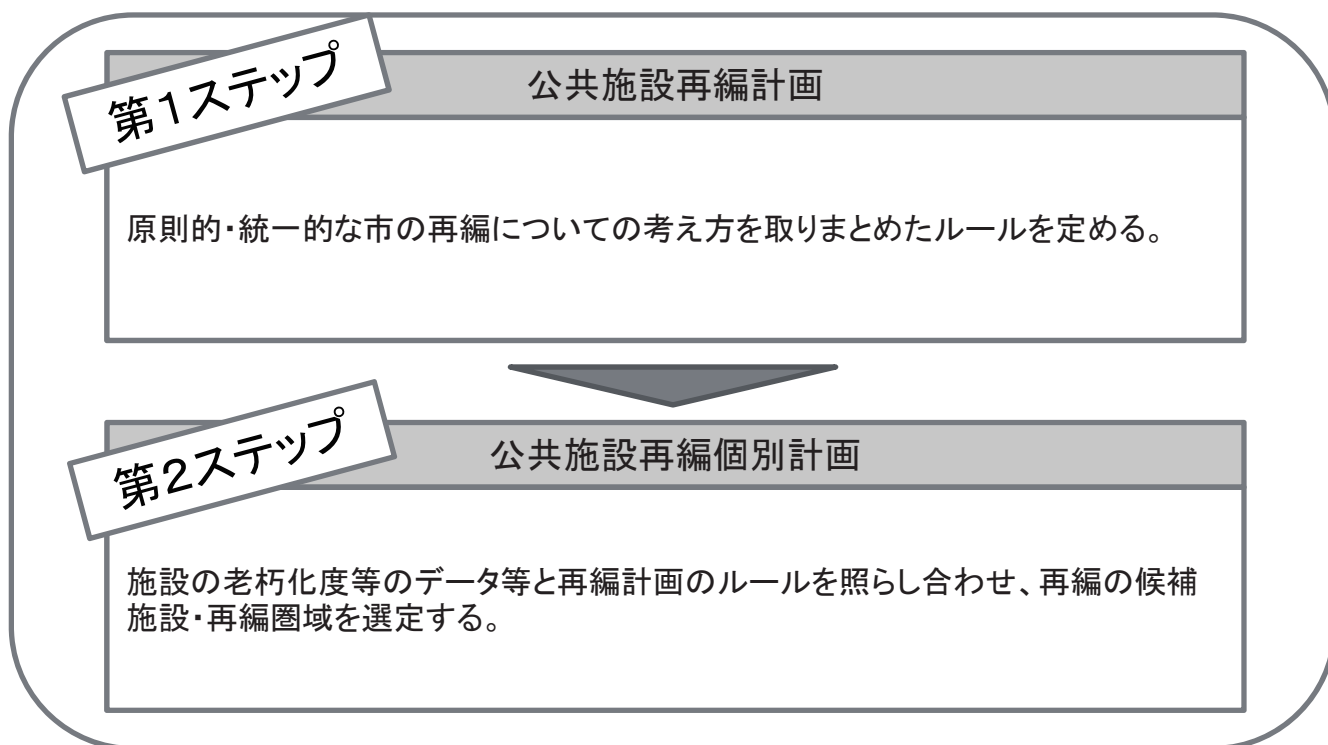 第1ステップ
公共施設再編計画
原則的・統一的な市の再編についての考え方を取りまとめたルールを定める。
第2ステップ
公共施設再編個別計画
施設の老朽化度等のデータ等と再編計画のルールを照らし合わせ、再編の候補
施設・再編圏域を選定する。